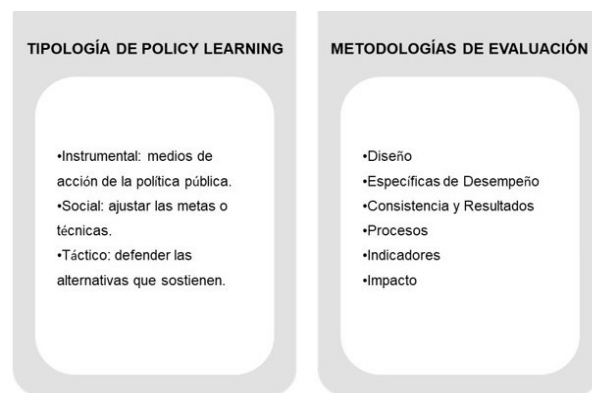 TIPOLOGÍA DE POLICY LEARNING
•Instrumental: medios de
acción de la política pública.
•Social: ajustar las metas o
técnicas.
•Táctico: defender las
alternativas que sostienen.
METODOLOGÍAS DE EVALUACIÓN
•Diseño
•Específicas de Desempeño
•Consistencia y Resultados
•Procesos
•Indicadores
•Impacto